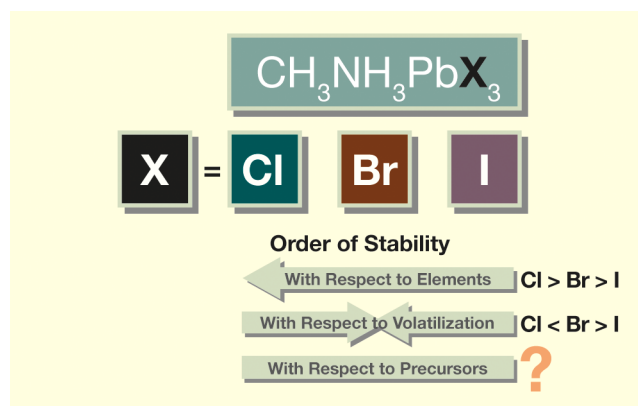 CH₃NH₃PbX₃
X = Cl Br I
Order of Stability
With Respect to Elements Cl > Br > I
With Respect to Volatilization Cl < Br > I
With Respect to Precursors ?